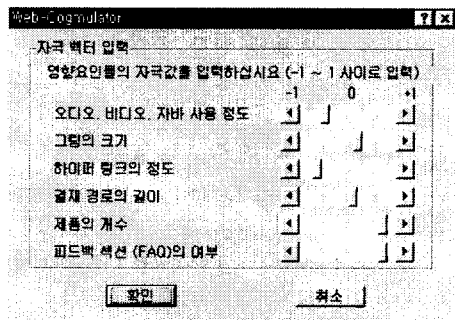 Web-Cogmulator
자극 벡터 입력
영향요인들의 자극값을 입력하십시요 (-1 ~ 1 사이로 입력)
-1 0 +1
오디오, 비디오, 자바 사용 정도
그림의 크기
하이퍼 링크의 정도
결재 경로의 길이
제품의 개수
피드백 섹션 (FAQ)의 여부
확인 취소